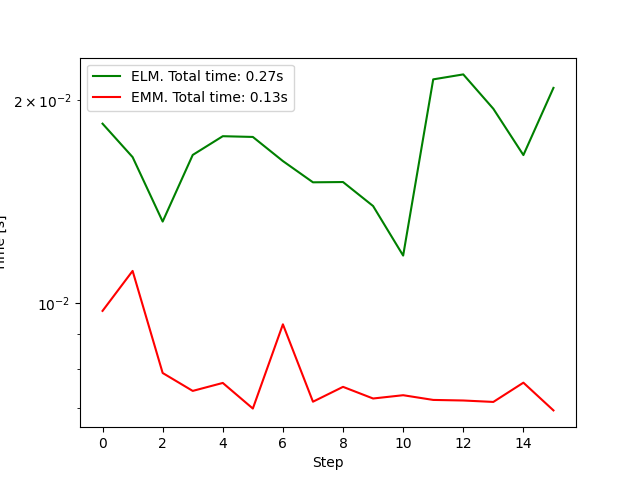 ELM. Total time: 0.27s
EMM. Total time: 0.13s
2 × 10⁻²
10⁻²
[s]
0 2 4 6 8 10 12 14
Step